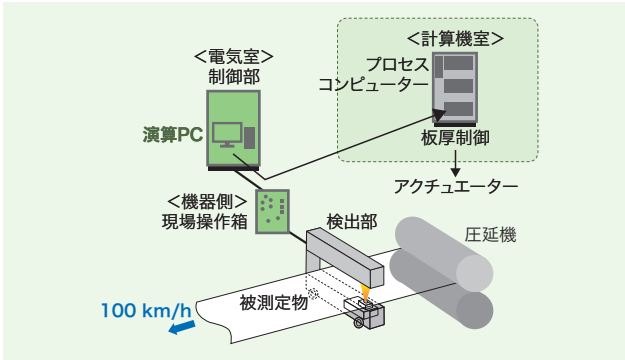 ＜計算機室＞
プロセス
コンピューター
板厚制御
アクチュエーター
＜電気室＞
制御部
演算PC
＜機器側＞
現場操作箱
検出部
圧延機
被測定物
100 km/h